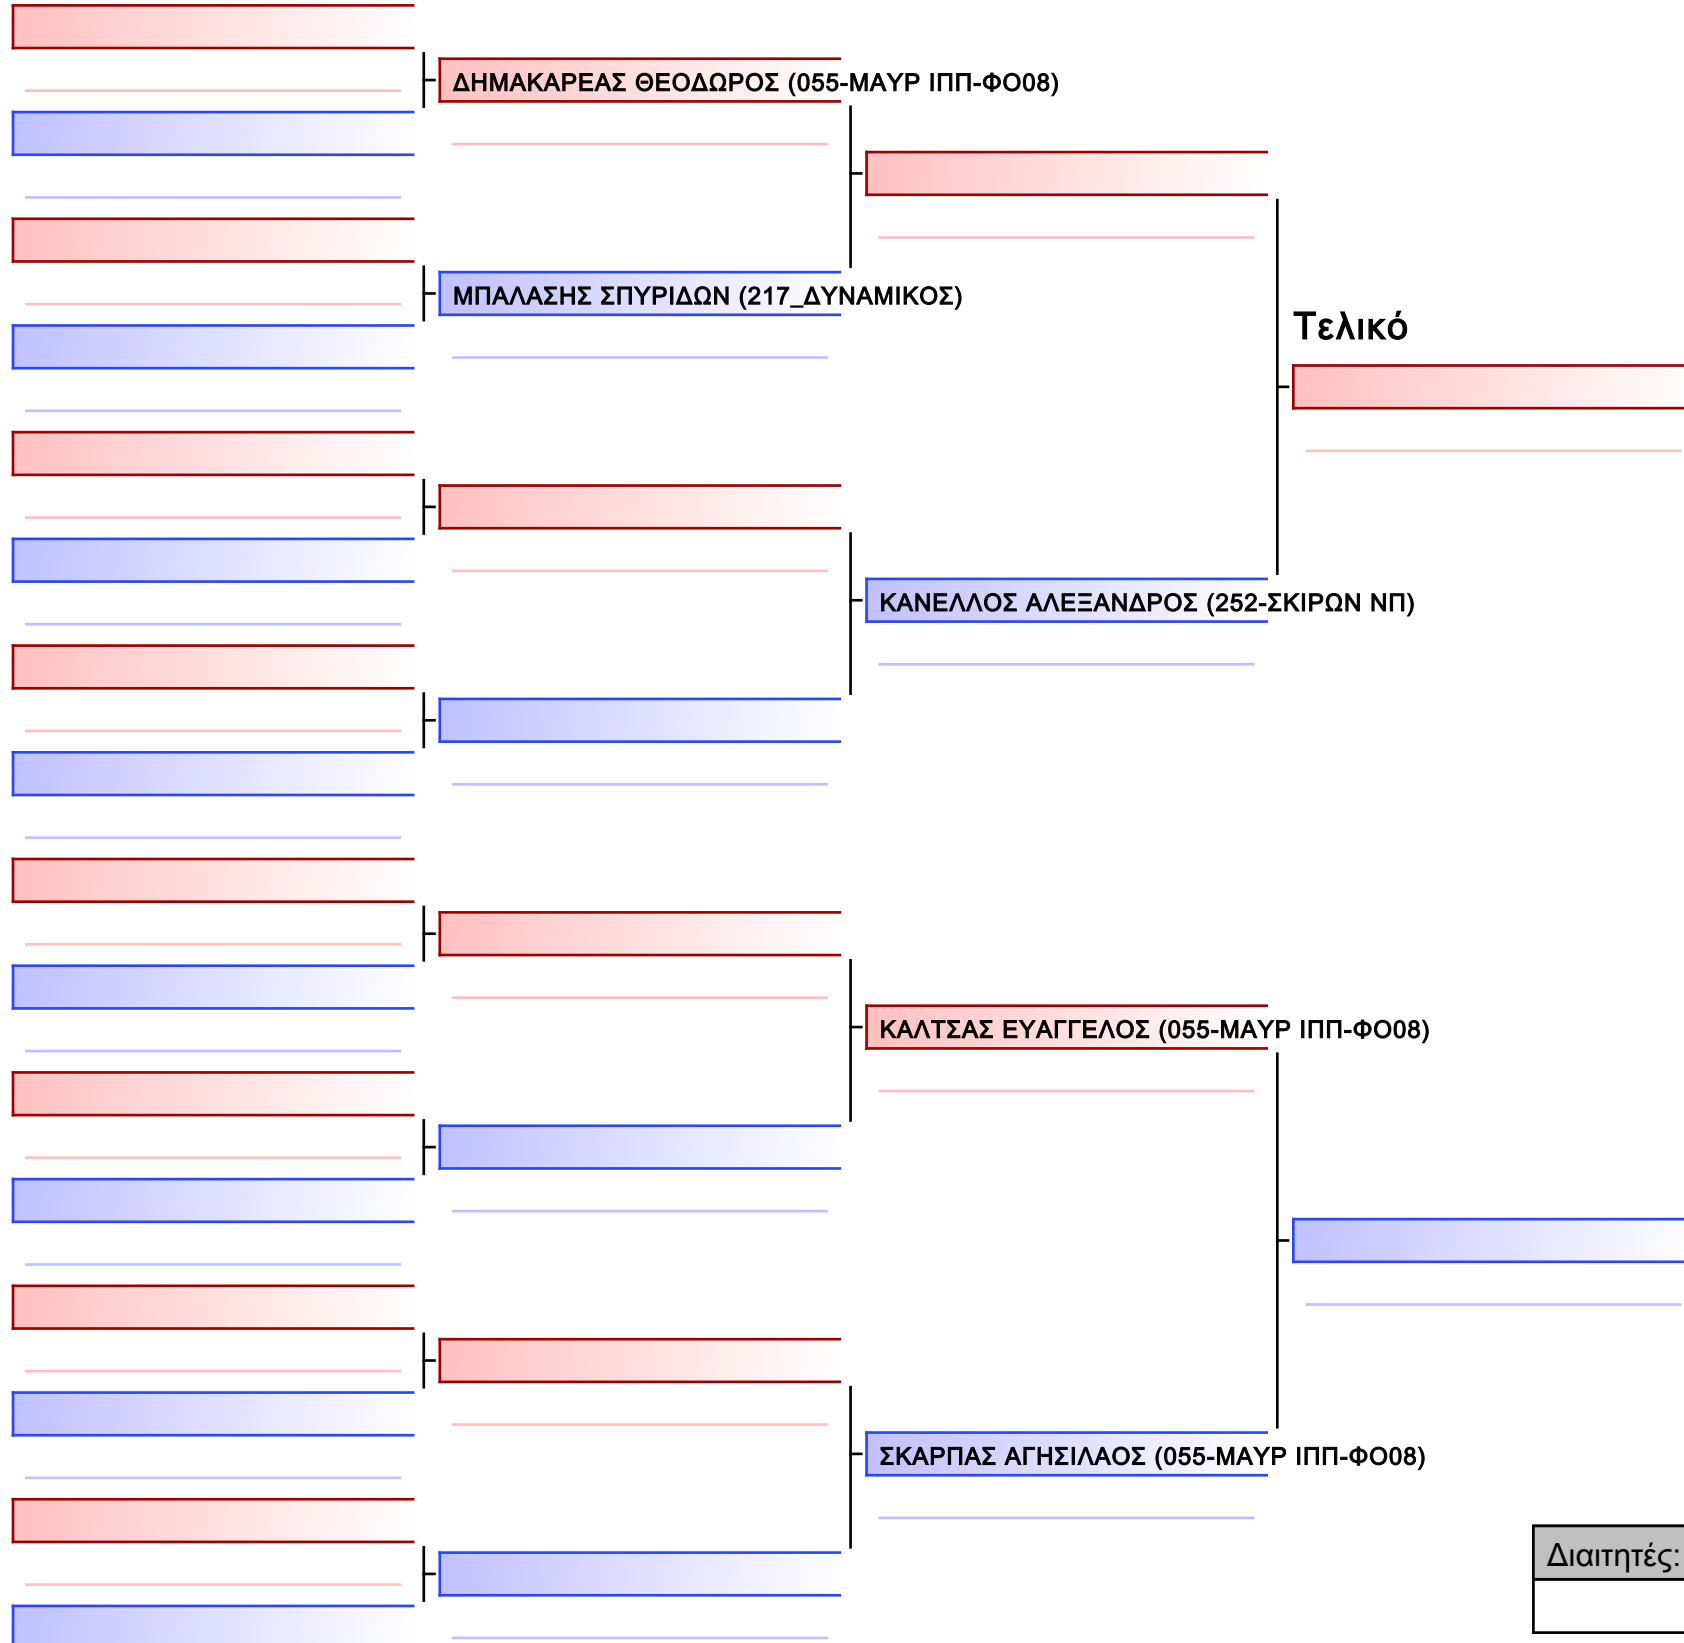 ΔΗΜΑΚΑΡΕΑΣ ΘΕΟΔΩΡΟΣ (055-ΜΑΥΡ ΙΠΠ-ΦΟ08)
ΜΠΑΛΑΣΗΣ ΣΠΥΡΙΔΩΝ (217_ΔΥΝΑΜΙΚΟΣ)
Τελικό
ΚΑΝΕΛΛΟΣ ΑΛΕΞΑΝΔΡΟΣ (252-ΣΚΙΡΩΝ ΝΠ)
ΚΑΛΤΣΑΣ ΕΥΑΓΓΕΛΟΣ (055-ΜΑΥΡ ΙΠΠ-ΦΟ08)
ΣΚΑΡΠΑΣ ΑΓΗΣΙΛΑΟΣ (055-ΜΑΥΡ ΙΠΠ-ΦΟ08)
Διαιτητές: